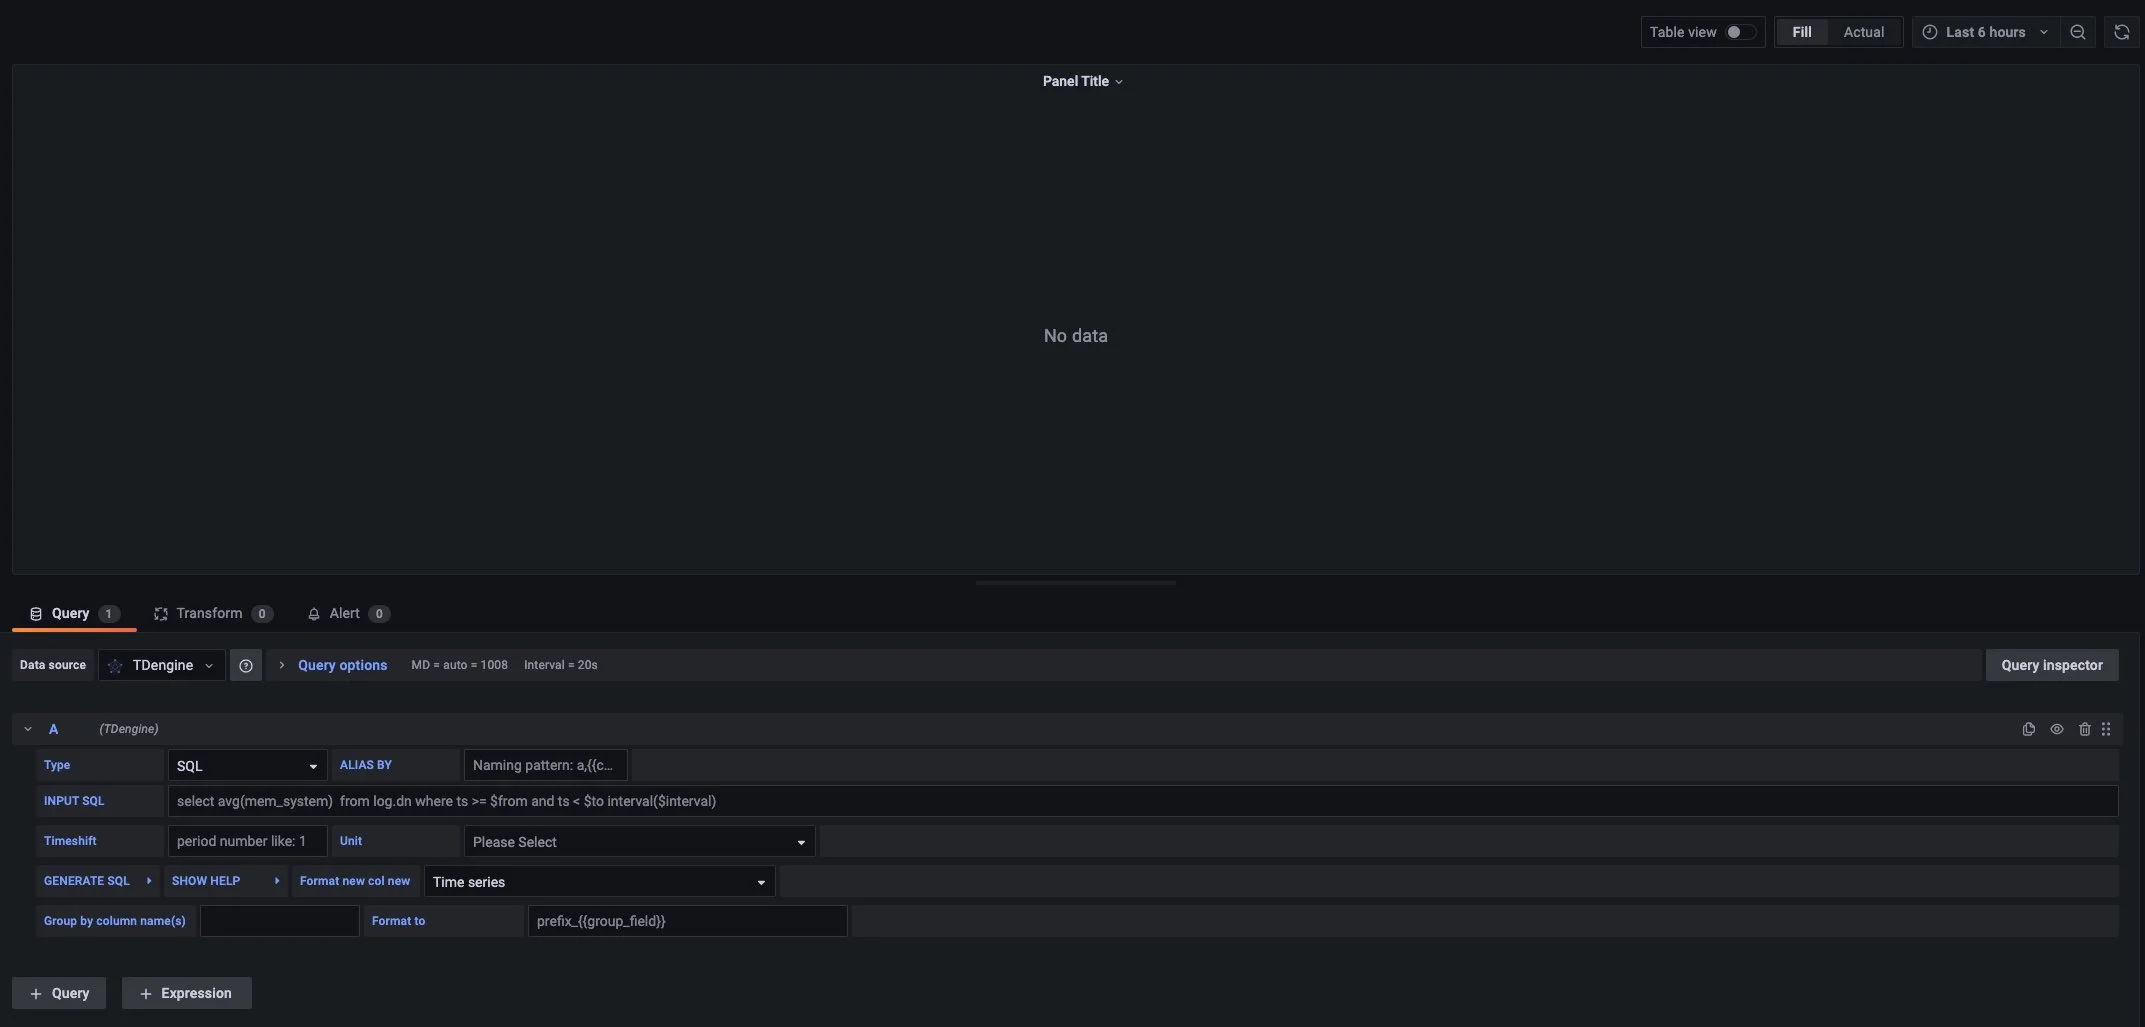 Table view Fill Actual Last 6 hours
Panel Title
No data
Query 1 Transform 0 Alert 0
Data source TDengine Query options MD = auto = 1008 Interval = 20s Query inspector
A (TDengine)
Type SQL ALIAS BY Naming pattern: a,{{c...
INPUT SQL select avg(mem_system)  from log.dn where ts >= $from and ts < $to interval($interval)
Timeshift period number like: 1 Unit Please Select
GENERATE SQL SHOW HELP Format new col new Time series
Group by column name(s) Format to prefix_{{group_field}}
+ Query + Expression